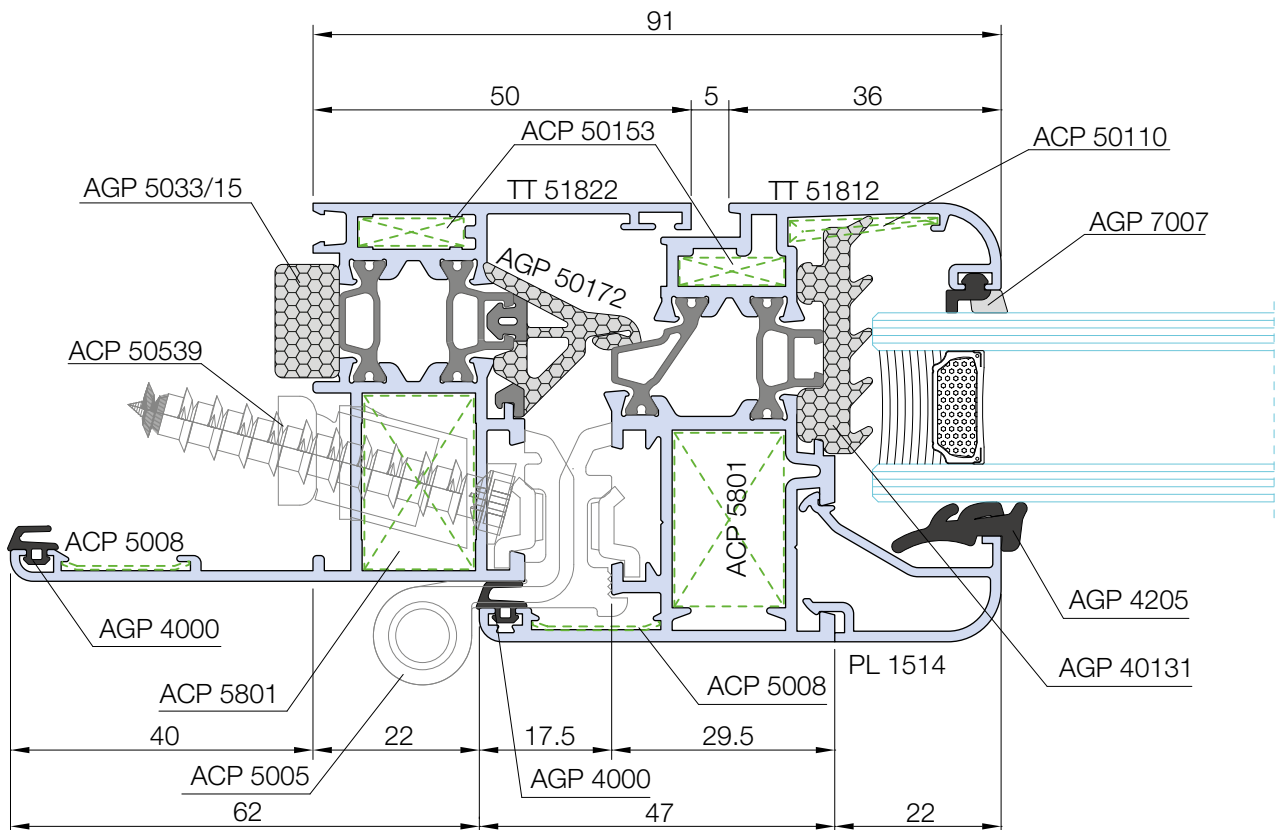 91
50
5
36
ACP 50153
ACP 50110
AGP 5033/15
TT 51822
TT 51812
AGP 7007
AGP 50172
ACP 50539
ACP 5801
ACP 5008
AGP 4000
AGP 4205
PL 1514
AGP 40131
ACP 5801
ACP 5008
40
22
17.5
29.5
ACP 5005
AGP 4000
62
47
22